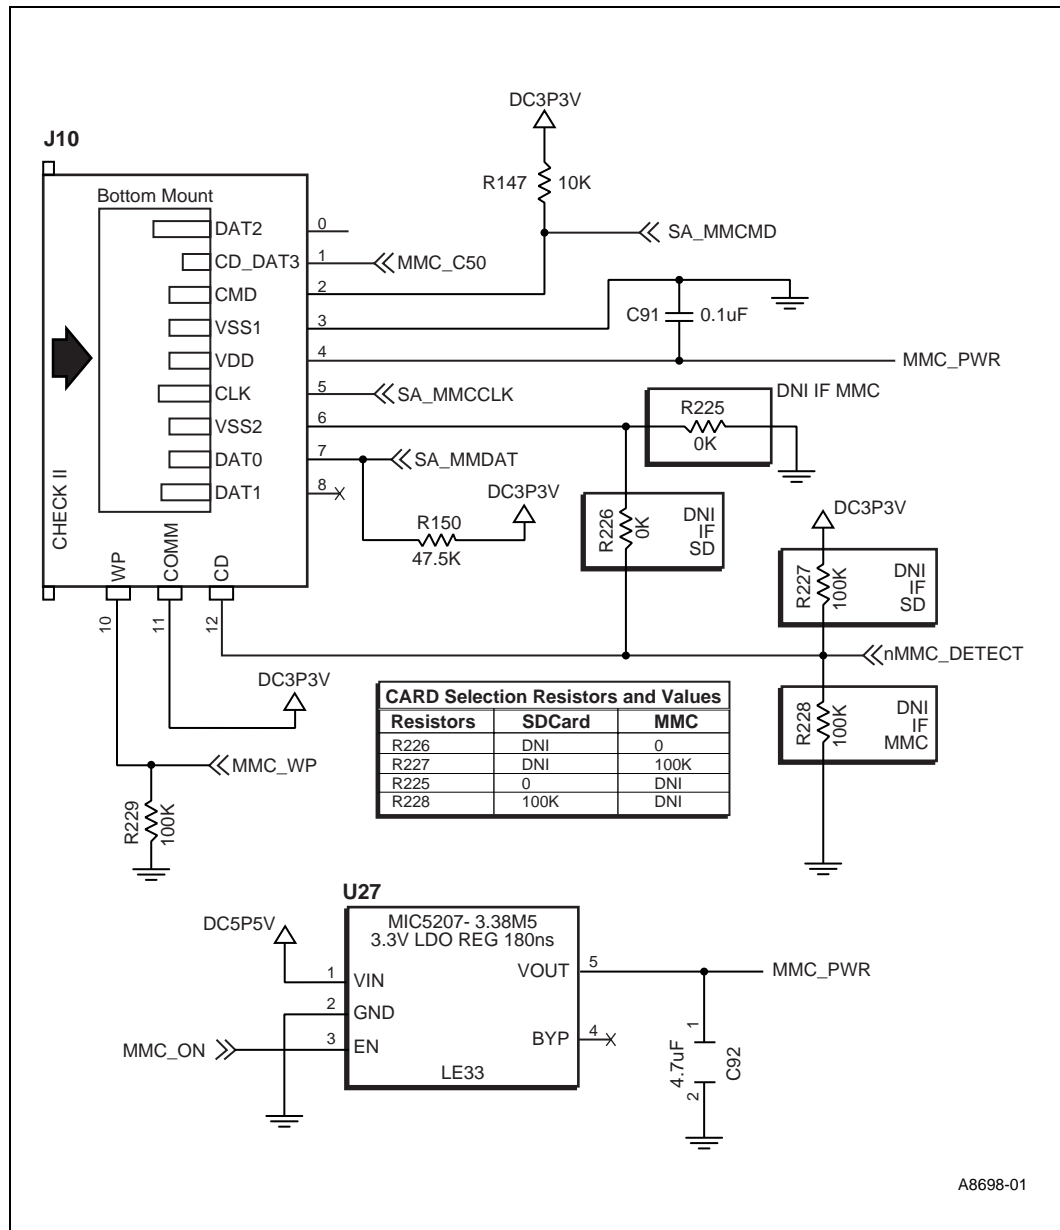 DC3P3V
J10
R147 10K
Bottom Mount
SA_MMCMD
DAT2 0
CD_DAT3 1 MMC_C50
CMD 2
VSS1 3
C91 0.1uF
VDD 4 MMC_PWR
CLK 5 SA_MMCCLK
VSS2 6
DAT0 7 SA_MMDAT
DAT1 8
DNI IF MMC
R225
0K
DC3P3V
R150
47.5K
R226
0K
DNI
IF
SD
DC3P3V
R227
100K
DNI
IF
SD
CHECK II
WP
COMM
CD
10
11
12
nMMC_DETECT
R228
100K
DNI
IF
MMC
DC3P3V
MMC_WP
R229
100K
CARD Selection Resistors and Values
Resistors SDCard MMC
R226 DNI 0
R227 DNI 100K
R225 0 DNI
R228 100K DNI
U27
DC5P5V
MIC5207- 3.38M5
3.3V LDO REG 180ns
1 VIN
VOUT 5 MMC_PWR
2 GND
MMC_ON 3 EN
BYP 4
LE33
1
4.7uF
C92
2
A8698-01